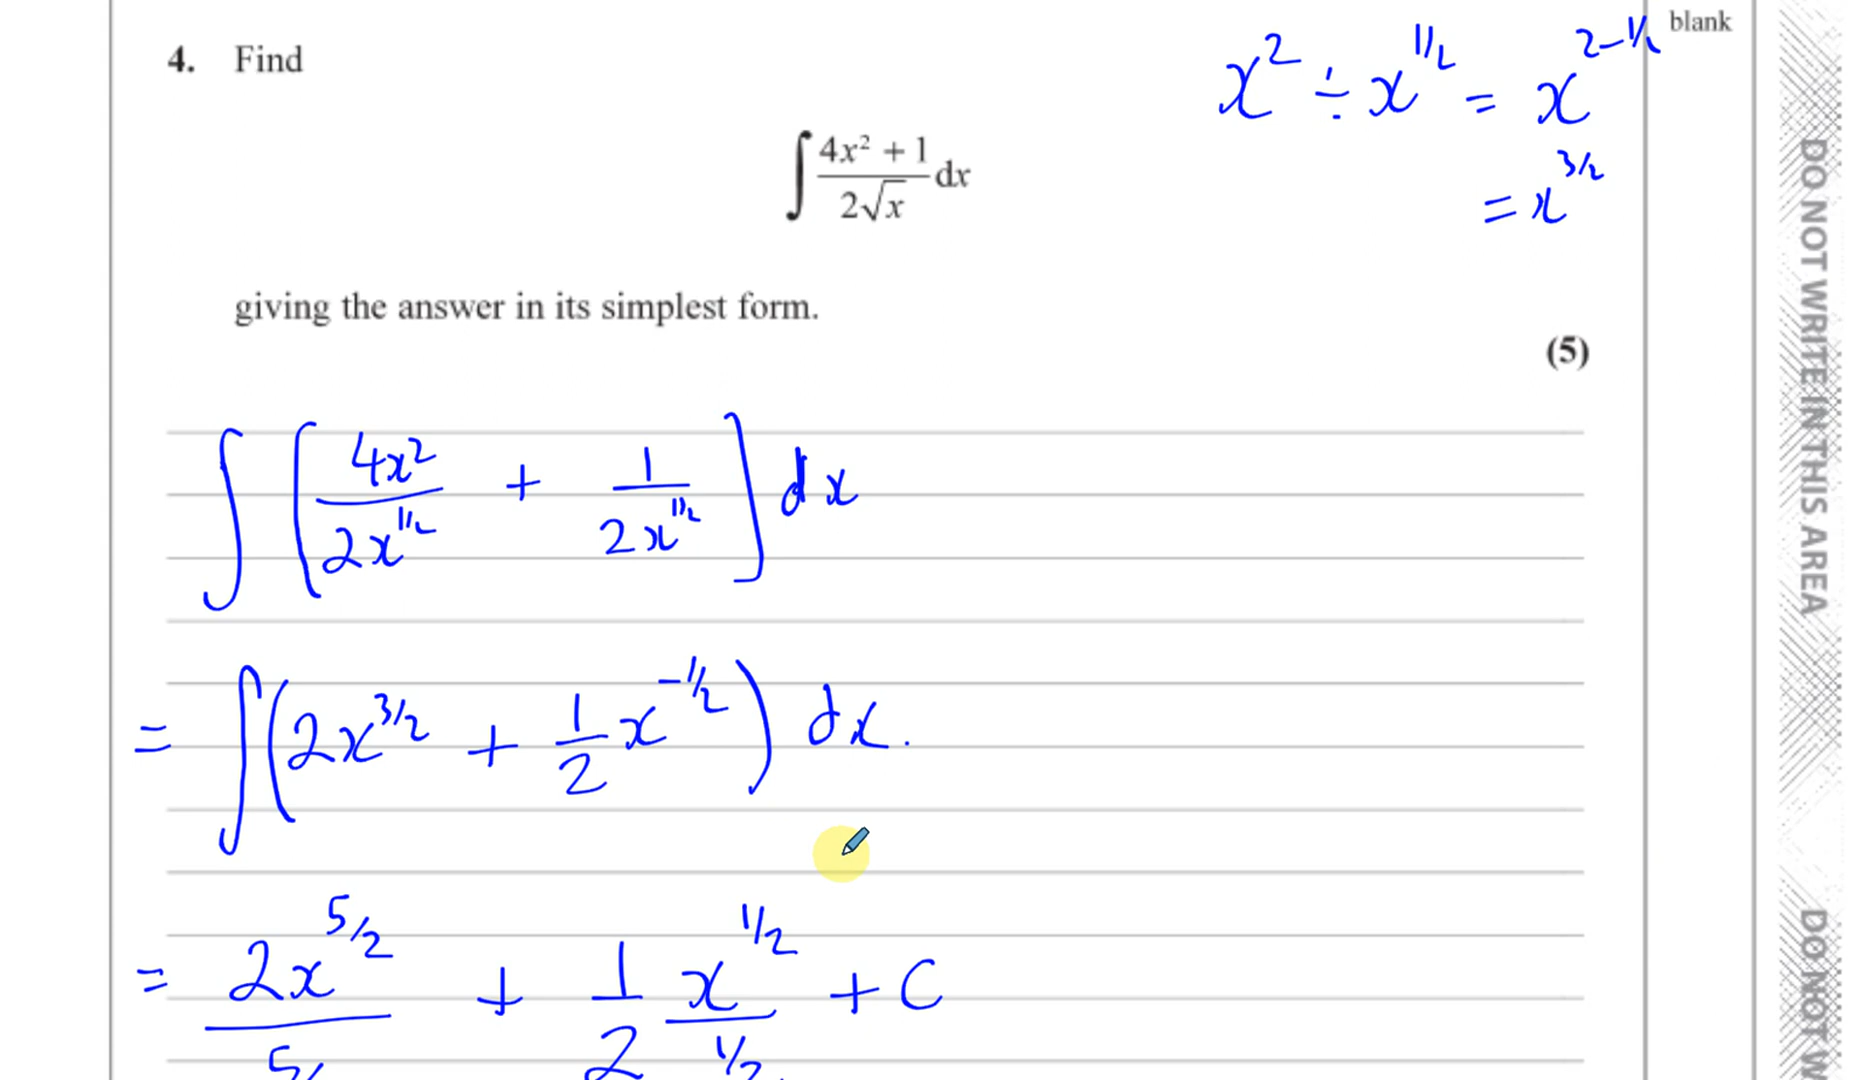 blank
4. Find
x² ÷ x^{1/2} = x^{2-1/2}
= x^{3/2}
∫ (4x² + 1)/(2√x) dx
giving the answer in its simplest form.
(5)
∫ [4x²/2x^{1/2} + 1/2x^{1/2}] dx
= ∫(2x^{3/2} + 1/2 x^{-1/2}) dx.
= 2x^{5/2}/5/ + 1/2 x^{1/2}/1/2 + C
DO NOT WRITE IN THIS AREA
DO NOT W